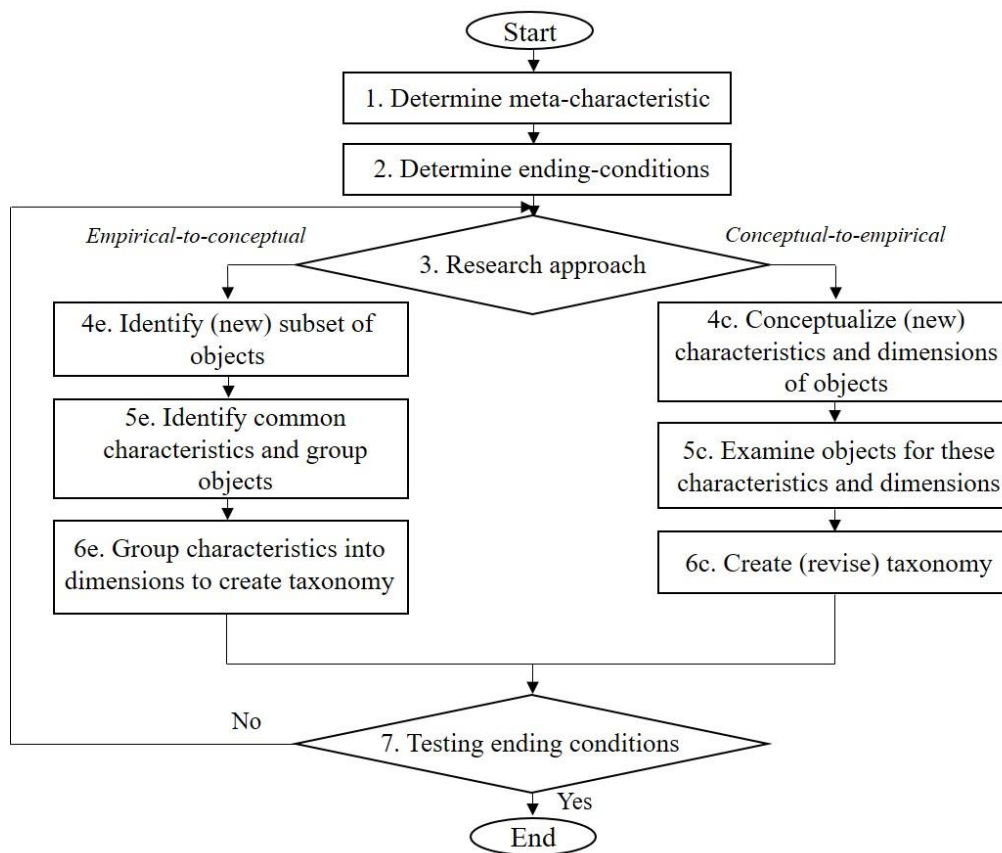 Start
1. Determine meta-characteristic
2. Determine ending-conditions
Empirical-to-conceptual
Conceptual-to-empirical
3. Research approach
4e. Identify (new) subset of
objects
5e. Identify common
characteristics and group
objects
6e. Group characteristics into
dimensions to create taxonomy
4c. Conceptualize (new)
characteristics and dimensions
of objects
5c. Examine objects for these
characteristics and dimensions
6c. Create (revise) taxonomy
No
7. Testing ending conditions
Yes
End